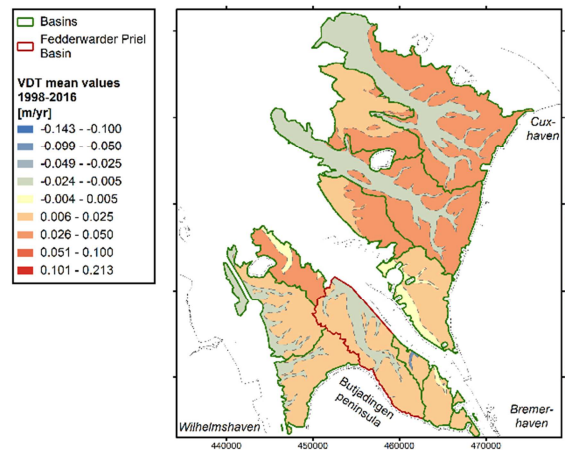 Basins
Fedderwarder Priel
Basin
VDT mean values
1998-2016
[m/yr]
-0.143 - -0.100
-0.099 - -0.050
-0.049 - -0.025
-0.024 - -0.005
-0.004 - 0.005
0.006 - 0.025
0.026 - 0.050
0.051 - 0.100
0.101 - 0.213
Cux-
haven
Butjadingen
peninsula
Wilhelmshaven
Bremer-
haven
440000
450000
460000
470000